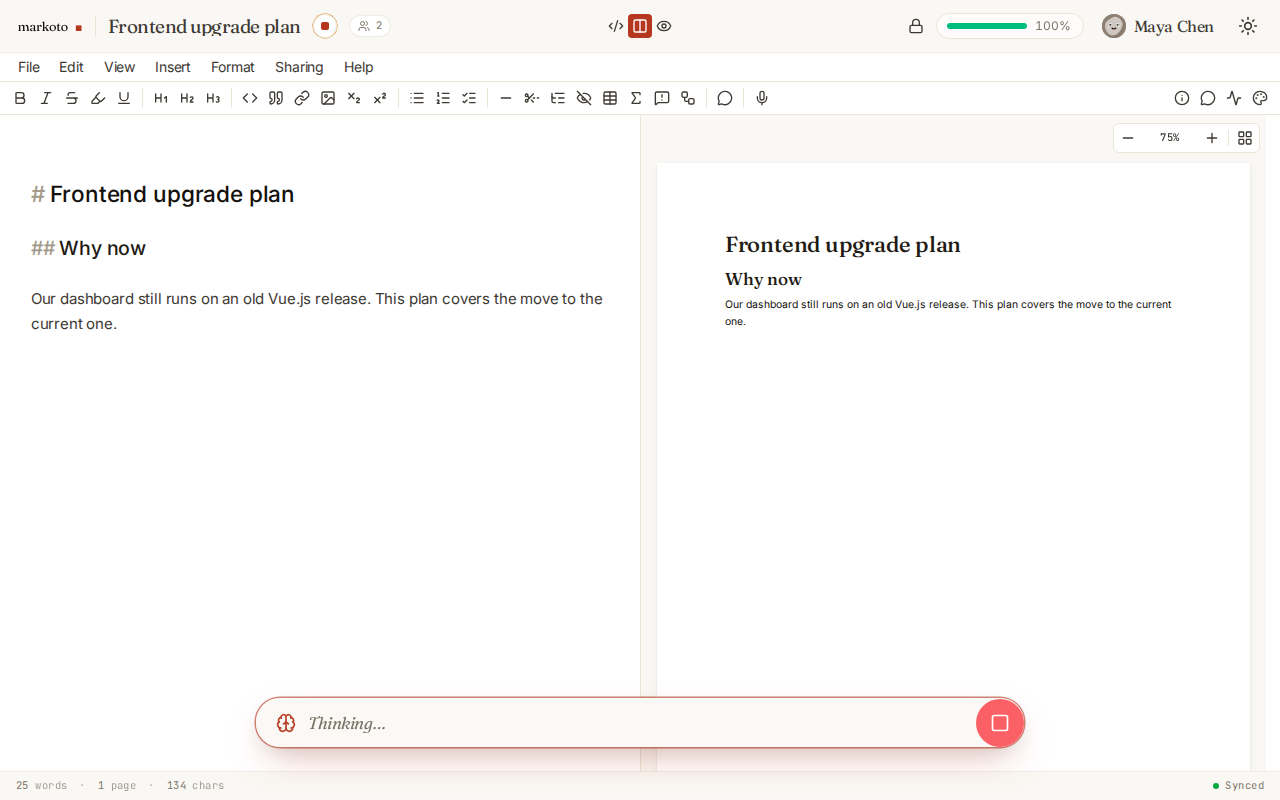 markoto
Frontend upgrade plan
2
100%
Maya Chen
File Edit View Insert Format Sharing Help
H1 H2 H3
75%
# Frontend upgrade plan
## Why now
Our dashboard still runs on an old Vue.js release. This plan covers the move to the
current one.
Frontend upgrade plan
Why now
Our dashboard still runs on an old Vue.js release. This plan covers the move to the current
one.
Thinking...
25 words · 1 page · 134 chars
Synced